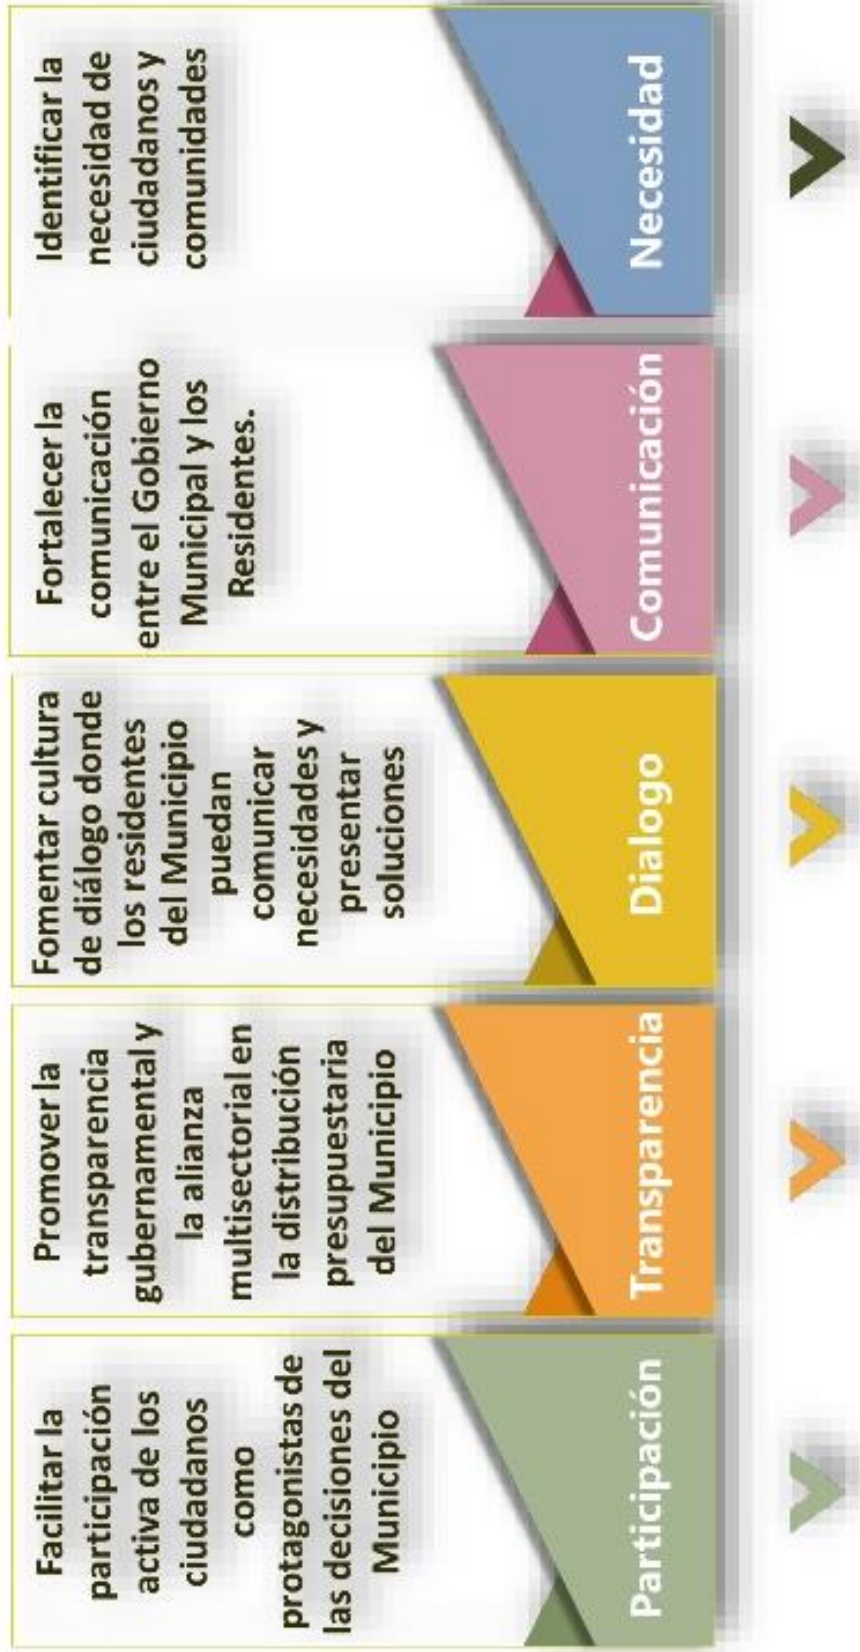 Facilitar la
participación
activa de los
ciudadanos
como
protagonistas de
las decisiones del
Municipio
Participación
Promover la
transparencia
gubernamental y
la alianza
multisectorial en
la distribución
presupuestaria
del Municipio
Transparencia
Fomentar cultura
de diálogo donde
los residentes
del Municipio
puedan
comunicar
necesidades y
presentar
soluciones
Dialogo
Fortalecer la
comunicación
entre el Gobierno
Municipal y los
Residentes.
Comunicación
Identificar la
necesidad de
ciudadanos y
comunidades
Necesidad